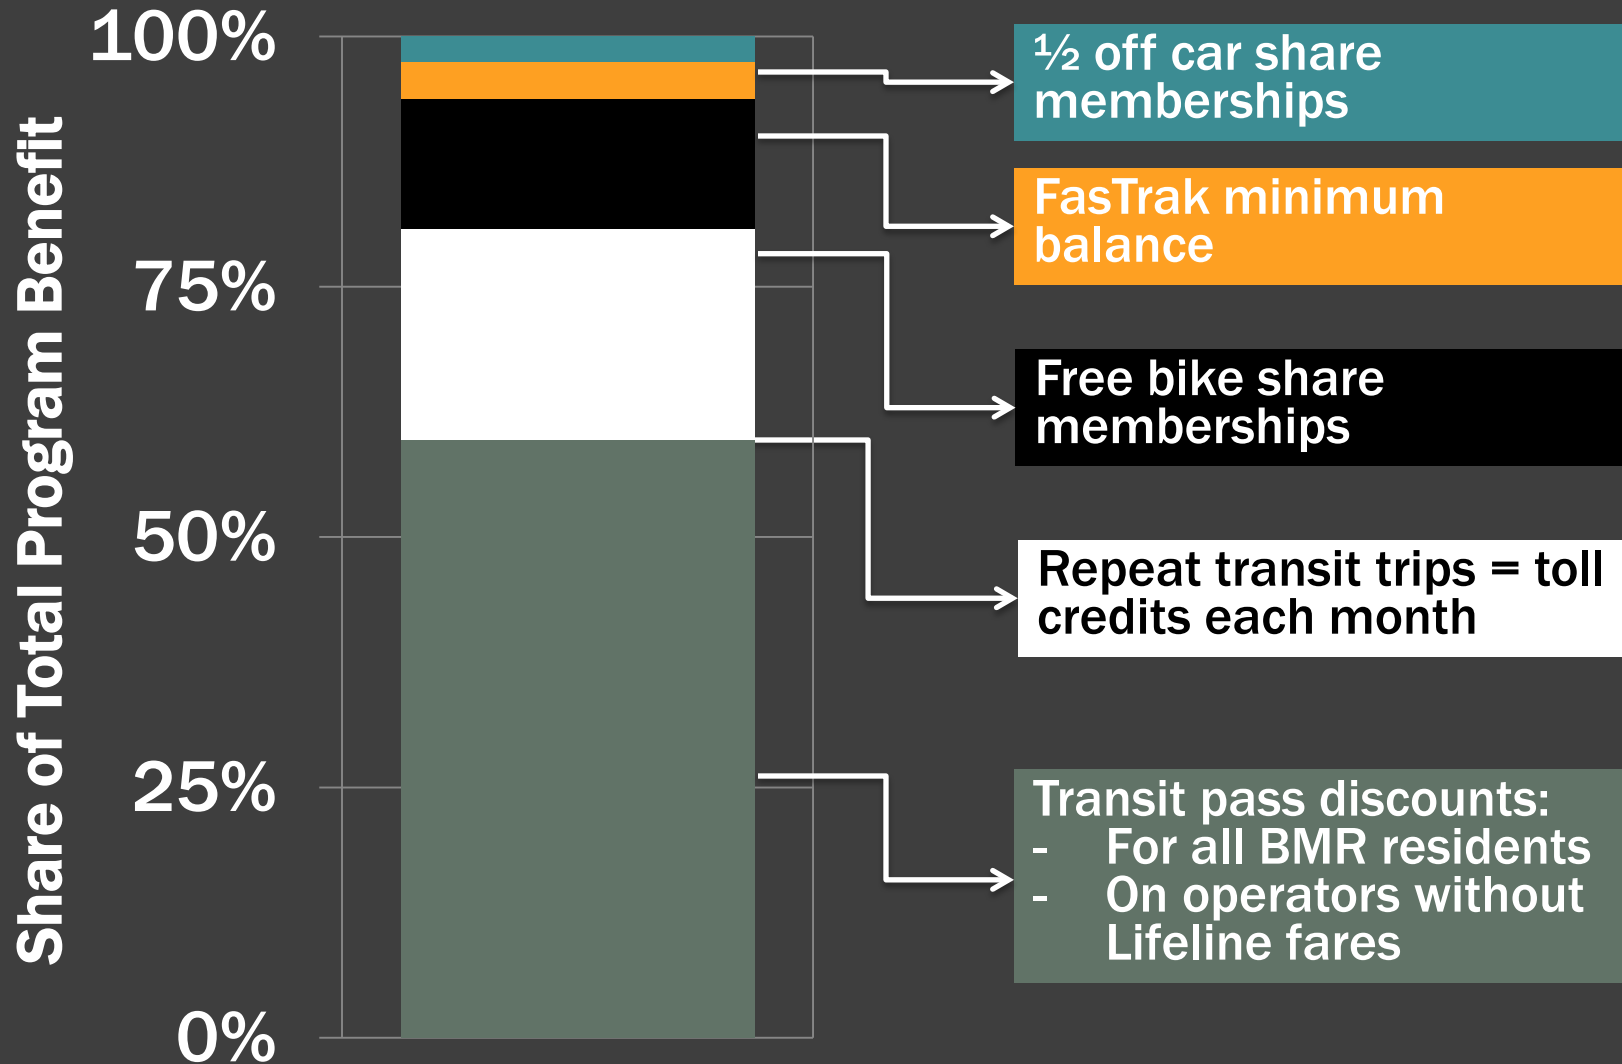 Share of Total Program Benefit
100%
75%
50%
25%
0%
½ off car share
memberships
FasTrak minimum
balance
Free bike share
memberships
Repeat transit trips = toll
credits each month
Transit pass discounts:
- For all BMR residents
- On operators without
Lifeline fares